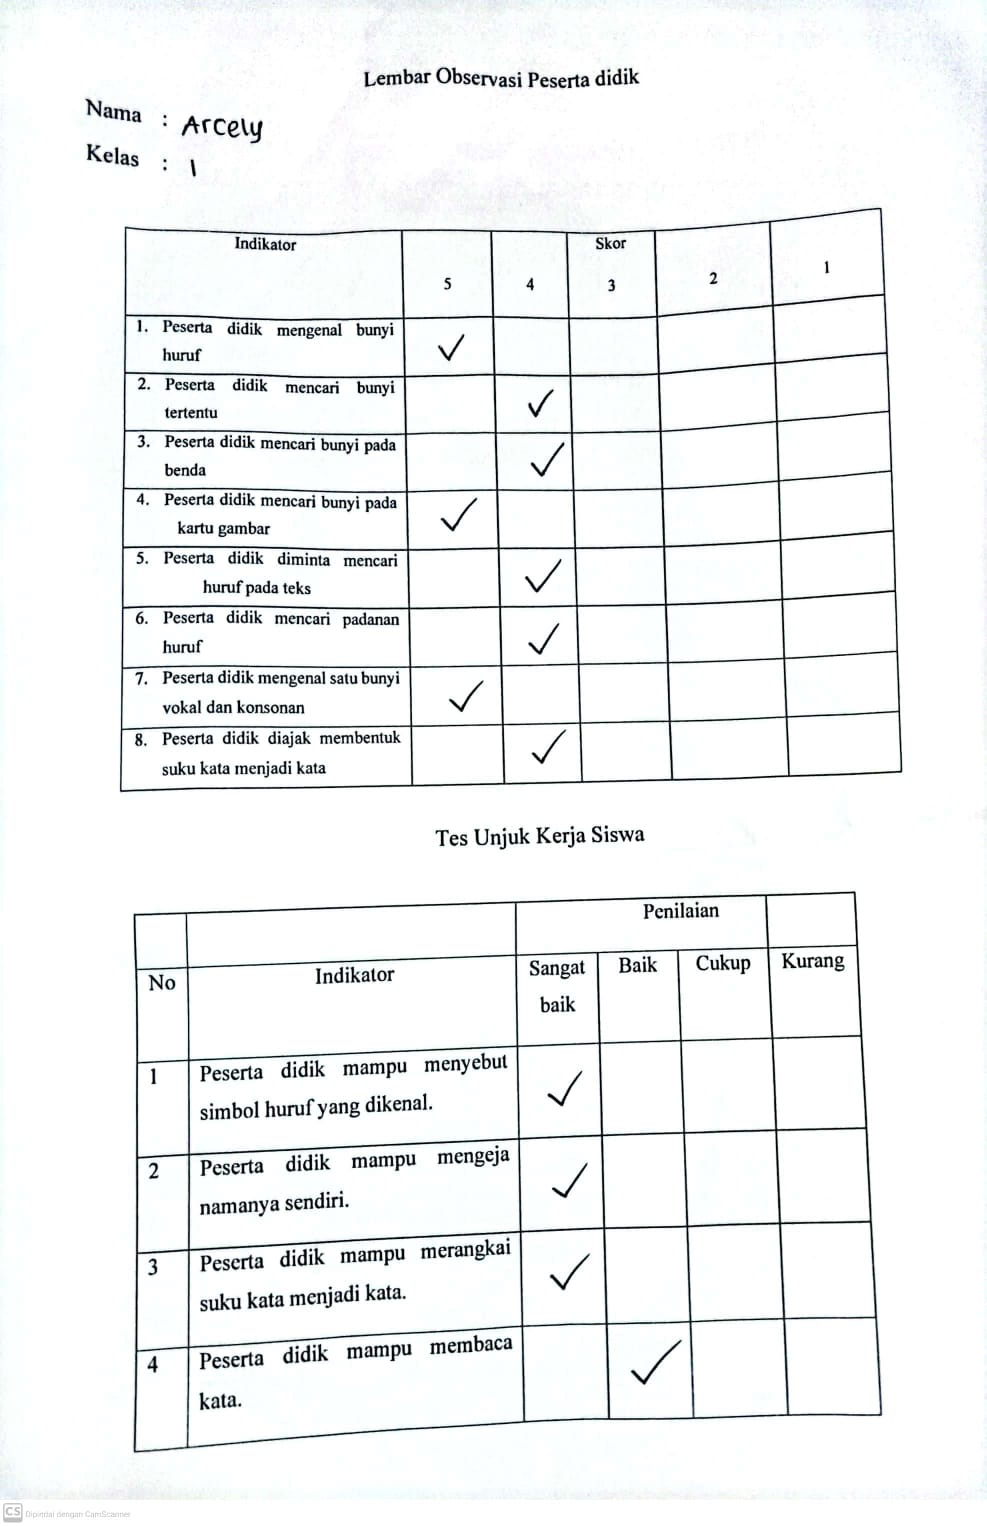 Lembar Observasi Peserta didik
Nama : Arcely
Kelas : 1
Indikator Skor
5 4 3 2 1
1. Peserta didik mengenal bunyi
huruf ✓
2. Peserta didik mencari bunyi
tertentu ✓
3. Peserta didik mencari bunyi pada
benda ✓
4. Peserta didik mencari bunyi pada
kartu gambar ✓
5. Peserta didik diminta mencari
huruf pada teks ✓
6. Peserta didik mencari padanan
huruf ✓
7. Peserta didik mengenal satu bunyi
vokal dan konsonan ✓
8. Peserta didik diajak membentuk
suku kata menjadi kata ✓
Tes Unjuk Kerja Siswa
Penilaian
No Indikator Sangat Baik Cukup Kurang
baik
1 Peserta didik mampu menyebut
simbol huruf yang dikenal. ✓
2 Peserta didik mampu mengeja
namanya sendiri. ✓
3 Peserta didik mampu merangkai
suku kata menjadi kata. ✓
4 Peserta didik mampu membaca
kata. ✓
CS Dipindai dengan CamScanner